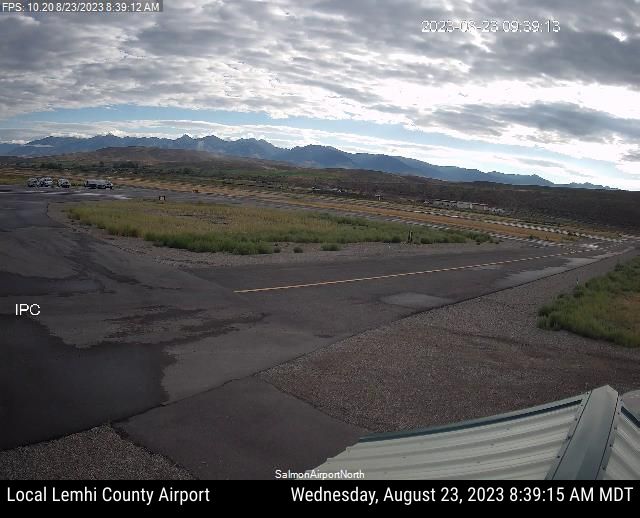 FPS: 10.20 8/23/2023 8:39:12 AM
2023-08-23 09:39:13
IPC
SalmonAirportNorth
Local Lemhi County Airport
Wednesday, August 23, 2023 8:39:15 AM MDT